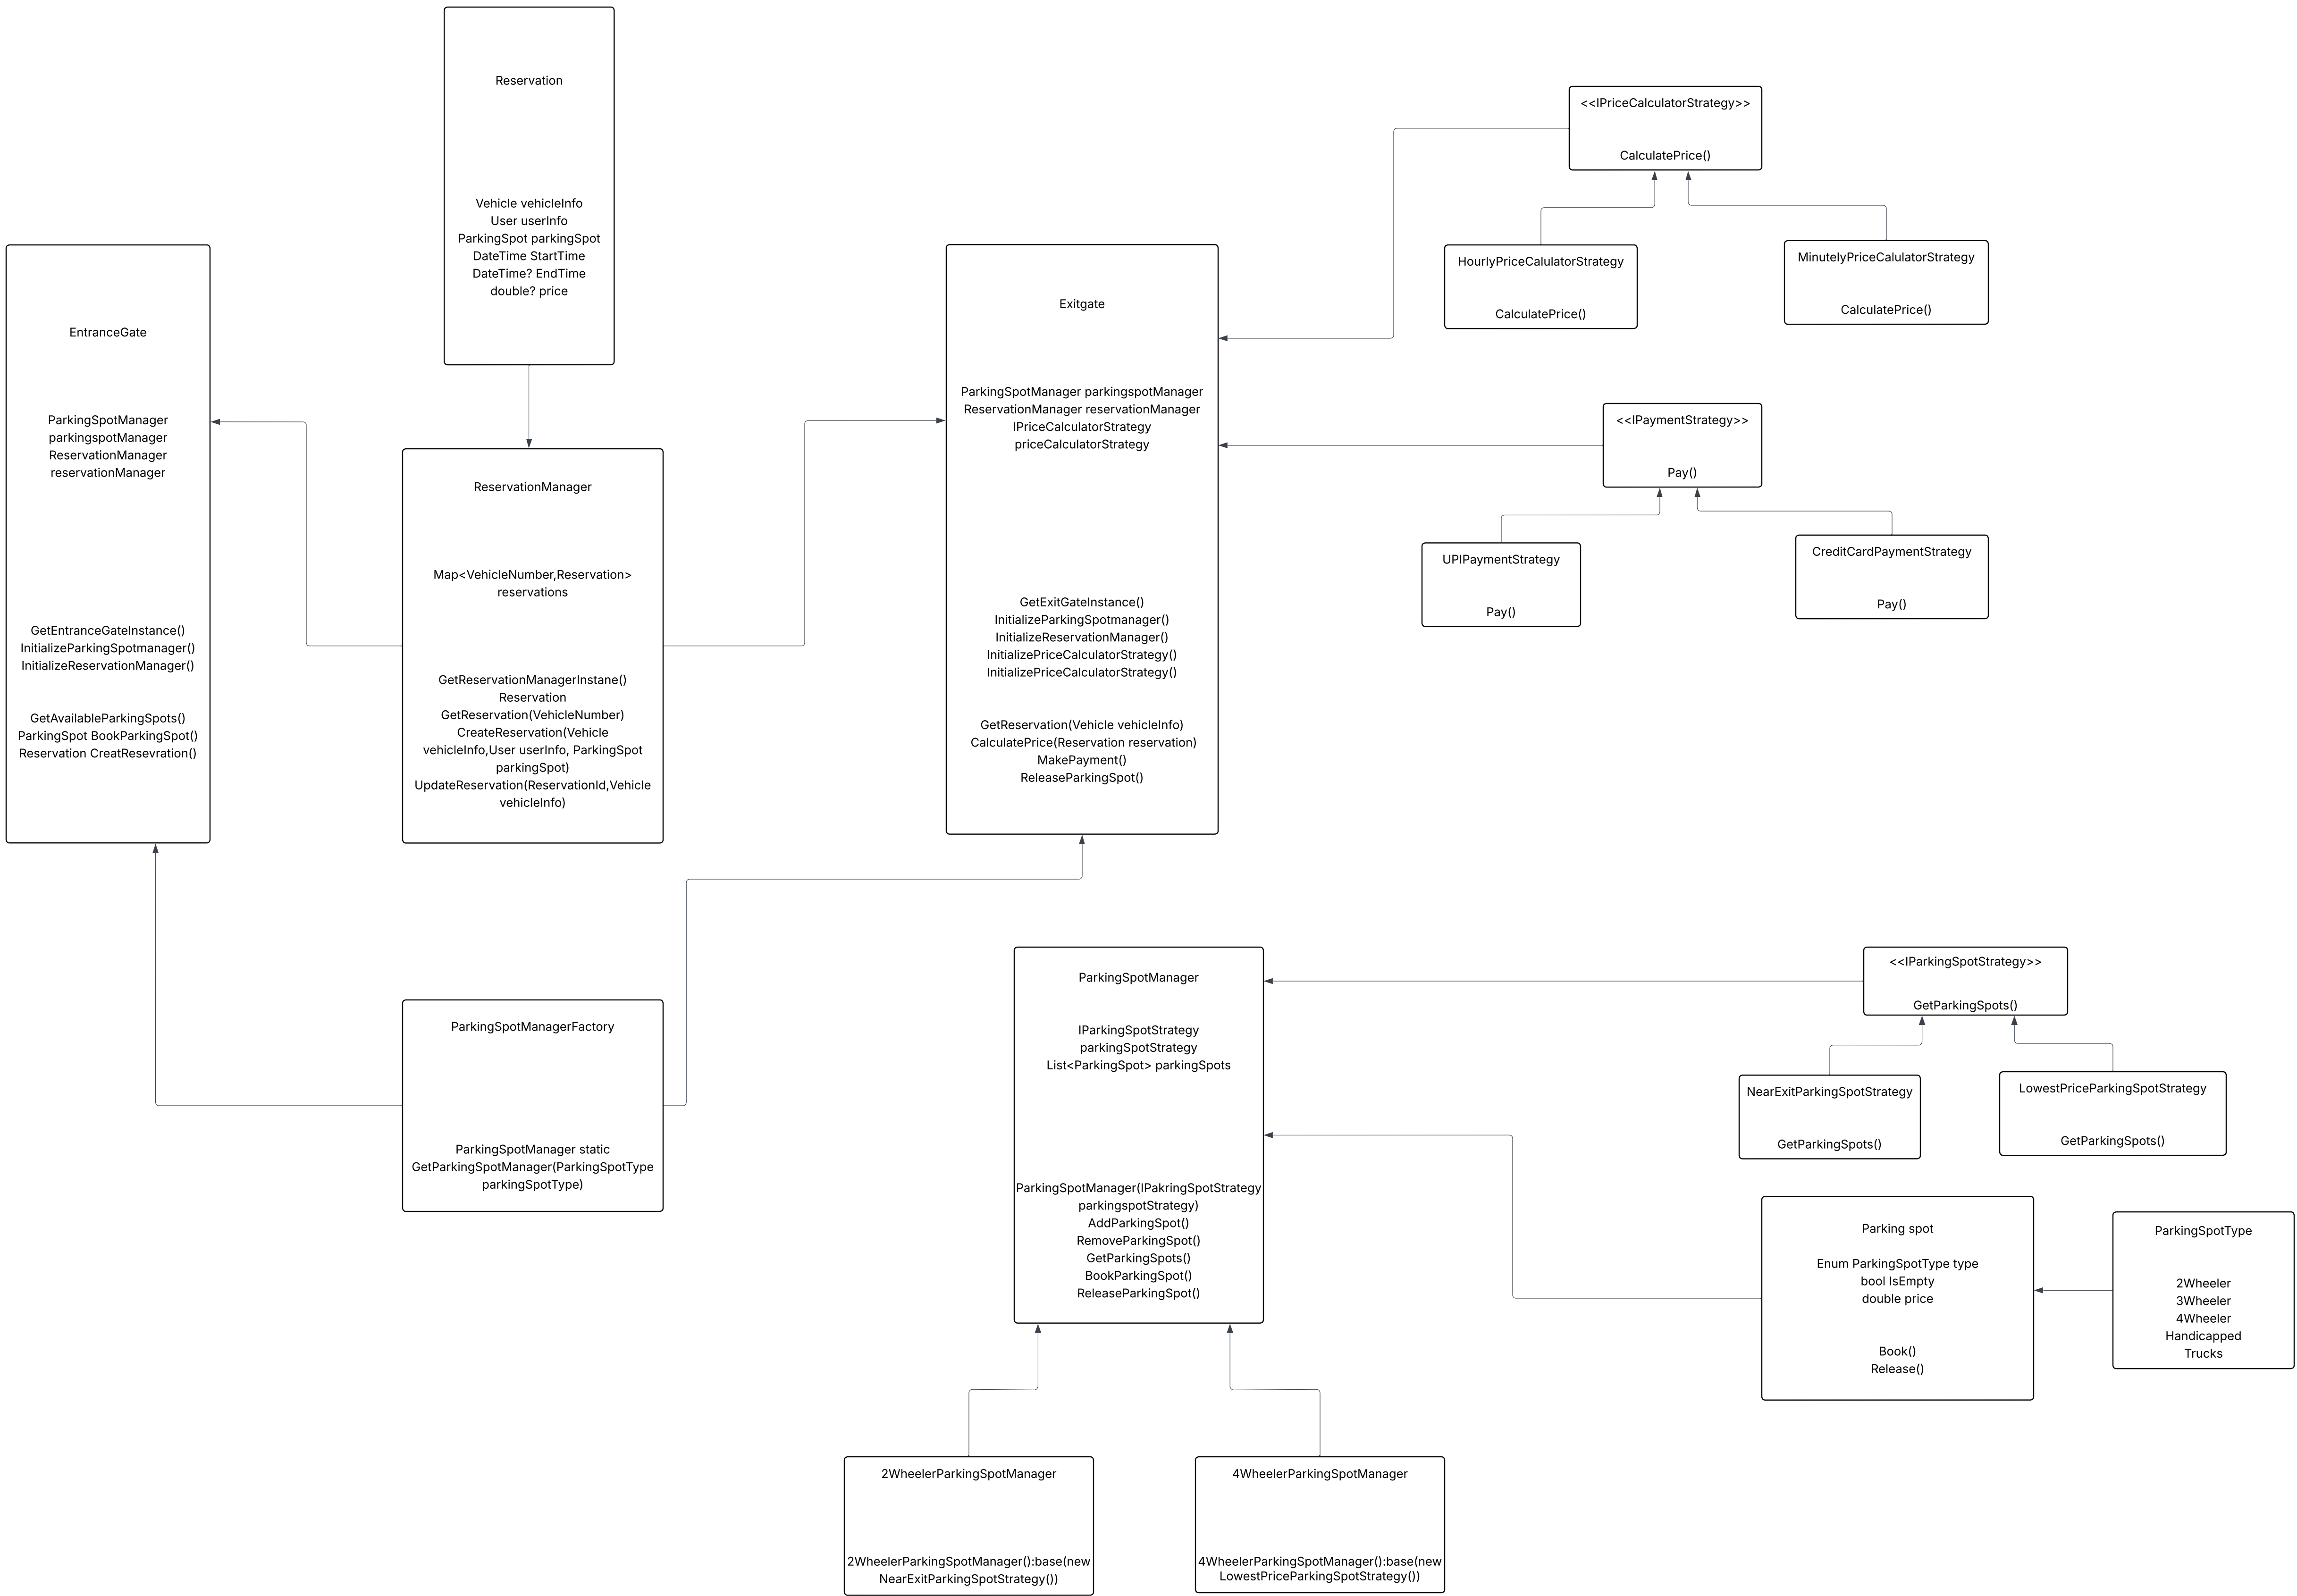 Reservation
Vehicle vehicleInfo
User userInfo
ParkingSpot parkingSpot
DateTime StartTime
DateTime? EndTime
double? price
<<IPriceCalculatorStrategy>>
CalculatePrice()
HourlyPriceCalulatorStrategy
CalculatePrice()
MinutelyPriceCalulatorStrategy
CalculatePrice()
EntranceGate
ParkingSpotManager
parkingspotManager
ReservationManager
reservationManager
GetEntranceGateInstance()
InitializeParkingSpotmanager()
InitializeReservationManager()
GetAvailableParkingSpots()
ParkingSpot BookParkingSpot()
Reservation CreatResevration()
ReservationManager
Map<VehicleNumber,Reservation>
reservations
GetReservationManagerInstane()
Reservation
GetReservation(VehicleNumber)
CreateReservation(Vehicle
vehicleInfo,User userInfo, ParkingSpot
parkingSpot)
UpdateReservation(ReservationId,Vehicle
vehicleInfo)
Exitgate
ParkingSpotManager parkingspotManager
ReservationManager reservationManager
IPriceCalculatorStrategy
priceCalculatorStrategy
GetExitGateInstance()
InitializeParkingSpotmanager()
InitializeReservationManager()
InitializePriceCalculatorStrategy()
InitializePriceCalculatorStrategy()
GetReservation(Vehicle vehicleInfo)
CalculatePrice(Reservation reservation)
MakePayment()
ReleaseParkingSpot()
<<IPaymentStrategy>>
Pay()
UPIPaymentStrategy
Pay()
CreditCardPaymentStrategy
Pay()
ParkingSpotManagerFactory
ParkingSpotManager static
GetParkingSpotManager(ParkingSpotType
parkingSpotType)
ParkingSpotManager
IParkingSpotStrategy
parkingSpotStrategy
List<ParkingSpot> parkingSpots
ParkingSpotManager(IPakringSpotStrategy
parkingspotStrategy)
AddParkingSpot()
RemoveParkingSpot()
GetParkingSpots()
BookParkingSpot()
ReleaseParkingSpot()
<<IParkingSpotStrategy>>
GetParkingSpots()
NearExitParkingSpotStrategy
GetParkingSpots()
LowestPriceParkingSpotStrategy
GetParkingSpots()
Parking spot
Enum ParkingSpotType type
bool IsEmpty
double price
Book()
Release()
ParkingSpotType
2Wheeler
3Wheeler
4Wheeler
Handicapped
Trucks
2WheelerParkingSpotManager
2WheelerParkingSpotManager():base(new
NearExitParkingSpotStrategy())
4WheelerParkingSpotManager
4WheelerParkingSpotManager():base(new
LowestPriceParkingSpotStrategy())